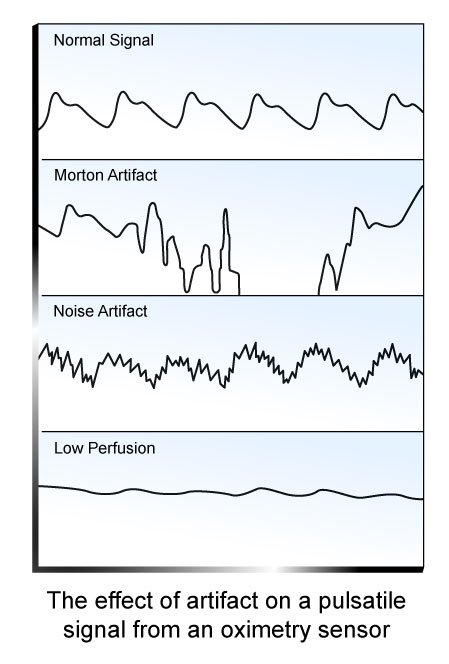 Normal Signal
Morton Artifact
Noise Artifact
Low Perfusion
The effect of artifact on a pulsatile
signal from an oximetry sensor